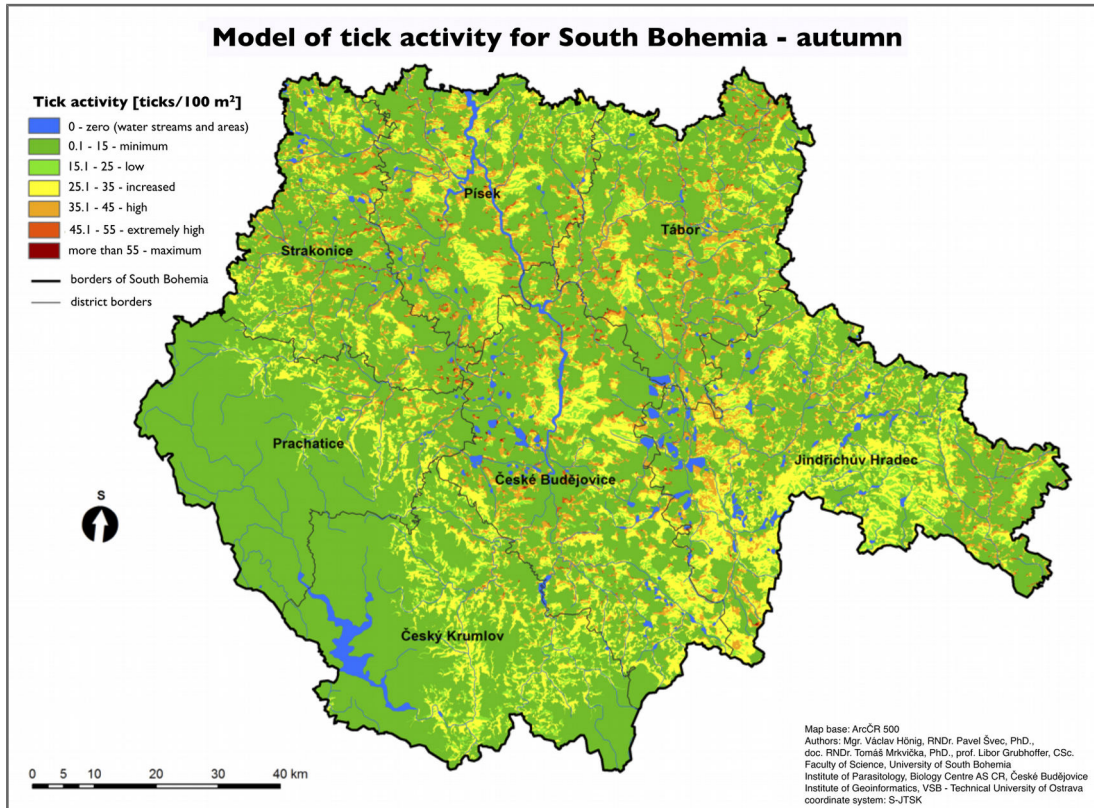 Model of tick activity for South Bohemia - autumn
Tick activity [ticks/100 m²]
0 - zero (water streams and areas)
0.1 - 15 - minimum
15.1 - 25 - low
25.1 - 35 - increased
35.1 - 45 - high
45.1 - 55 - extremely high
more than 55 - maximum
borders of South Bohemia
district borders
Písek
Tábor
Strakonice
Prachatice
Jindřichův Hradec
České Budějovice
S
Český Krumlov
0 5 10 20 30 40 km
Map base: ArcČR 500
Authors: Mgr. Václav Hönig, RNDr. Pavel Švec, PhD.,
doc. RNDr. Tomáš Mrkvička, PhD., prof. Libor Grubhoffer, CSc.
Faculty of Science, University of South Bohemia
Institute of Parasitology, Biology Centre AS CR, České Budějovice
Institute of Geoinformatics, VSB - Technical University of Ostrava
coordinate system: S-JTSK